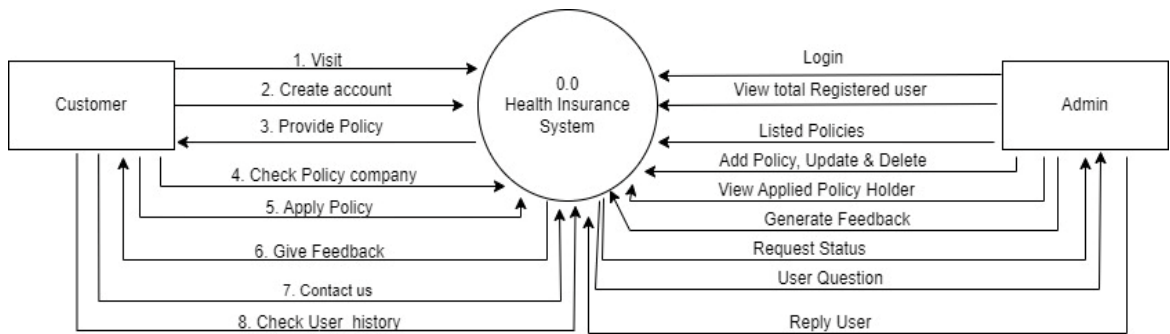 1. Visit
2. Create account
3. Provide Policy
4. Check Policy company
5. Apply Policy
6. Give Feedback
7. Contact us
8. Check User history
Customer
0.0
Health Insurance
System
Login
View total Registered user
Listed Policies
Add Policy, Update & Delete
View Applied Policy Holder
Generate Feedback
Request Status
User Question
Reply User
Admin